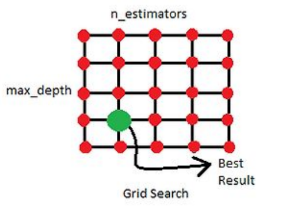 n_estimators
max_depth
Best
Result
Grid Search